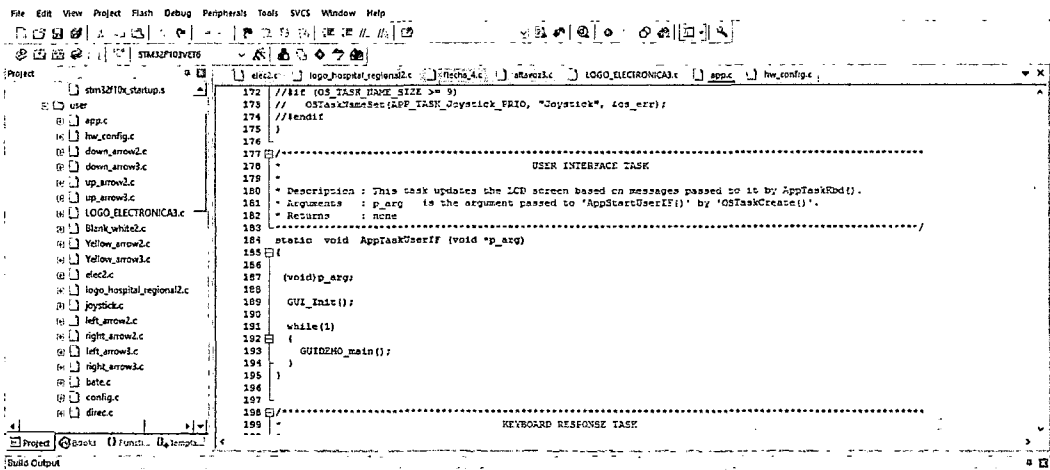 File Edit View Project Flash Debug Peripherals Tools SVCS Window Help
STM32F103VET6
Project
elec2.c logo_hospital_regional2.c flecha_4.c altavoz3.c LOGO_ELECTRONICA3.c app.c hw_config.c
stm32f10x_startup.s
user
app.c
hw_config.c
down_arrow2.c
down_arrow3.c
up_arrow2.c
up_arrow3.c
LOGO_ELECTRONICA3.c
Blank_white2.c
Yellow_arrow2.c
Yellow_arrow3.c
elec2.c
logo_hospital_regional2.c
joystick.c
left_arrow2.c
right_arrow2.c
left_arrow3.c
right_arrow3.c
bate.c
config.c
direc.c
172 //#if (OS_TASK_NAME_SIZE >= 9)
173 // OSTaskNameSet(APP_TASK_Joystick_PRIO, "Joystick", &os_err);
174 //#endif
175 }
176
177 /*******************************************************************************
178 * USER INTERFACE TASK
179 *
180 * Description : This task updates the LCD screen based on messages passed to it by AppTaskKbd().
181 * Arguments : p_arg is the argument passed to 'AppStartUserIF()' by 'OSTaskCreate()'.
182 * Returns : none
183 *******************************************************************************/
184 static void AppTaskUserIF (void *p_arg)
185 {
186
187 (void)p_arg;
188
189 GUI_Init();
190
191 while(1)
192 {
193 GUIDEMO_main();
194 }
195 }
196
197
198 /*******************************************************************************
199 * KEYBOARD RESPONSE TASK
Project Books Functi... Templa...
Build Output